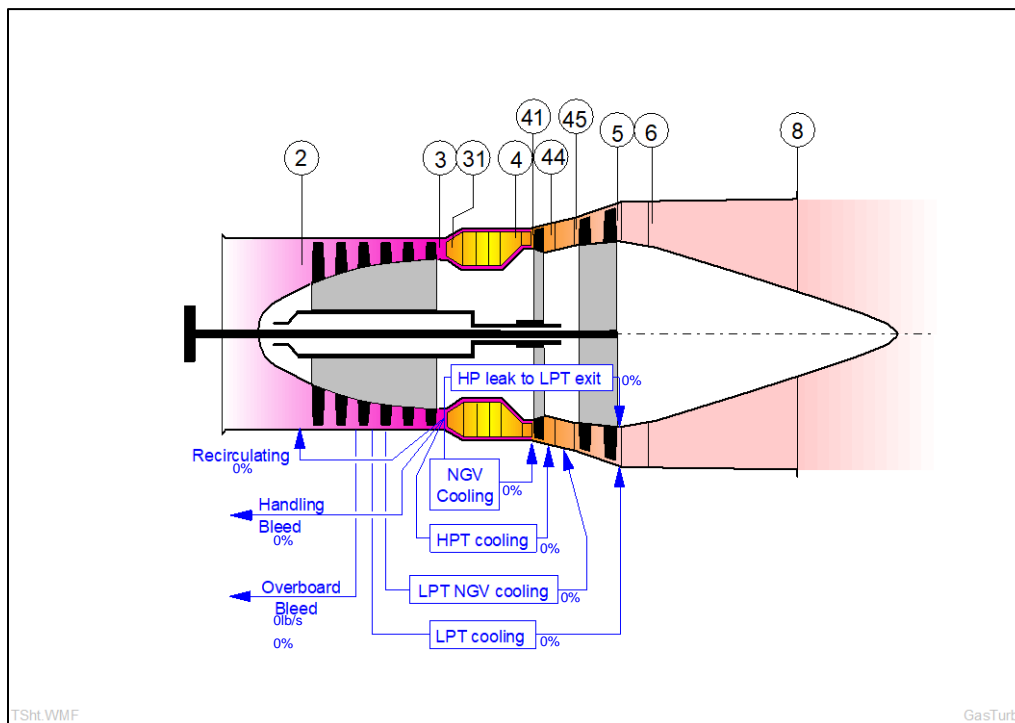 41
45
2
3
31
4
44
5
6
8
HP leak to LPT exit
0%
Recirculating
0%
NGV
Cooling
0%
Handling
Bleed
0%
HPT cooling
0%
Overboard
Bleed
0lb/s
0%
LPT NGV cooling
0%
LPT cooling
0%
TSht.WMF
GasTurb